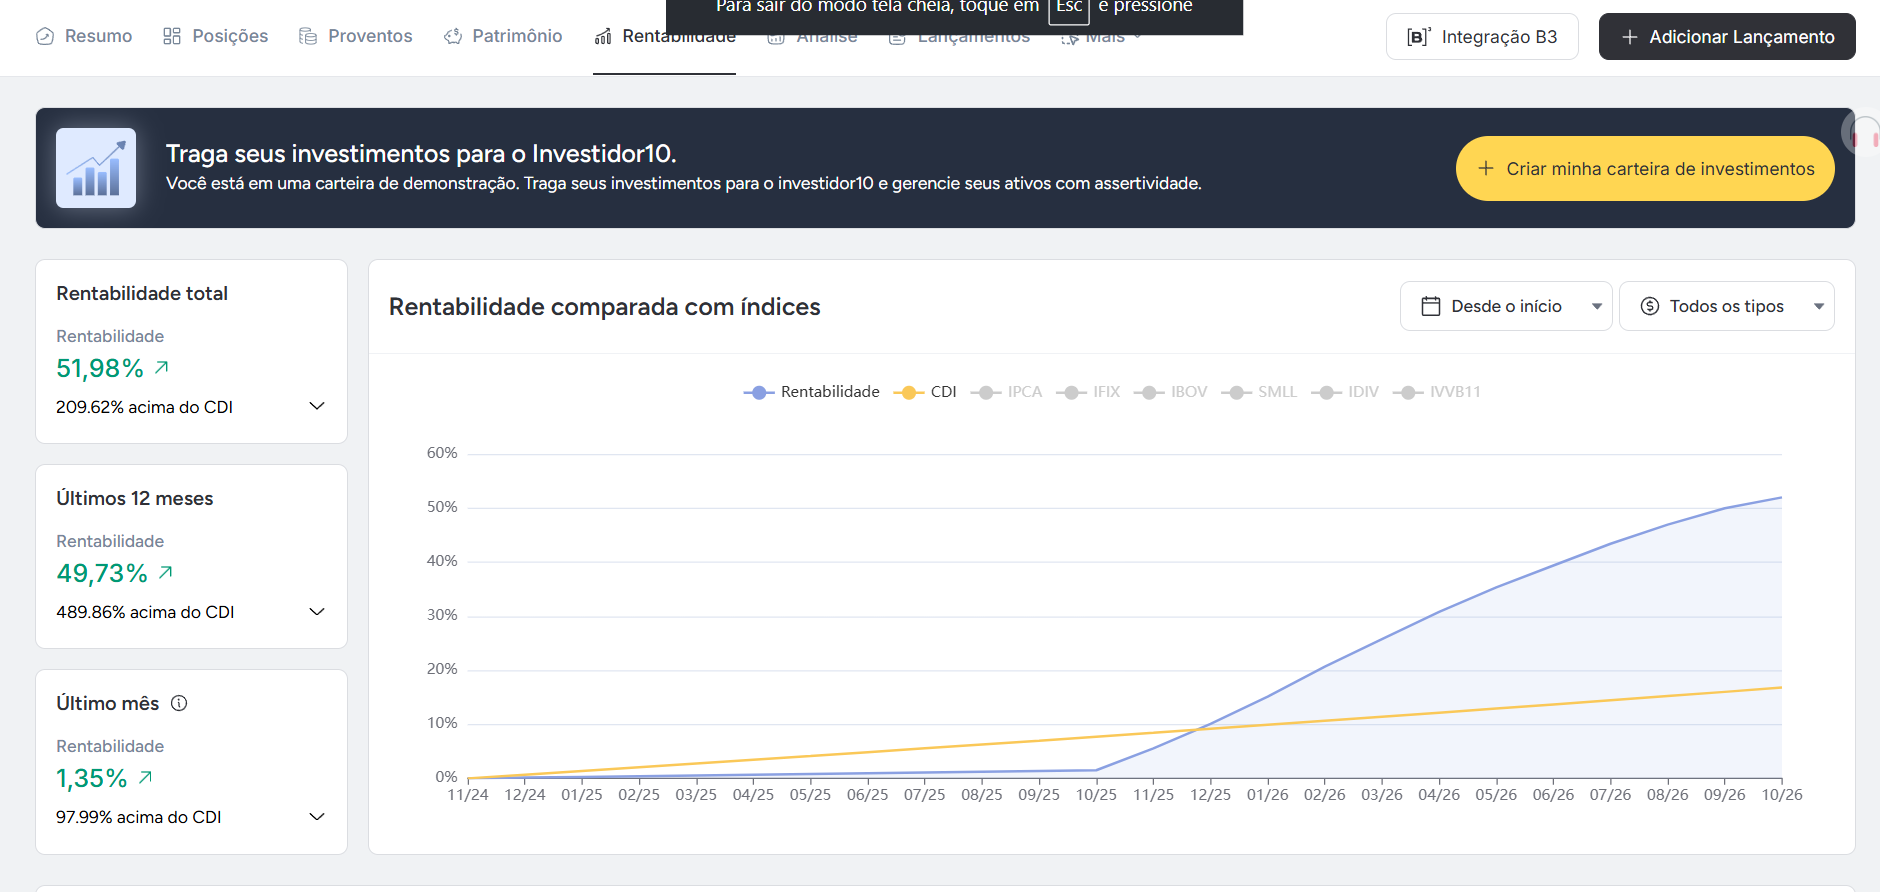 Para sair do modo tela cheia, toque em Esc e pressione
Resumo Posições Proventos Patrimônio Rentabilidade Análise Lançamentos Mais
[B]³ Integração B3
+ Adicionar Lançamento
Traga seus investimentos para o Investidor10.
Você está em uma carteira de demonstração. Traga seus investimentos para o investidor10 e gerencie seus ativos com assertividade.
+ Criar minha carteira de investimentos
Rentabilidade total
Rentabilidade
51,98%
209.62% acima do CDI
Últimos 12 meses
Rentabilidade
49,73%
489.86% acima do CDI
Último mês
Rentabilidade
1,35%
97.99% acima do CDI
Rentabilidade comparada com índices
Desde o início
Todos os tipos
Rentabilidade CDI IPCA IFIX IBOV SMLL IDIV IVVB11
60%
50%
40%
30%
20%
10%
0%
11/24 12/24 01/25 02/25 03/25 04/25 05/25 06/25 07/25 08/25 09/25 10/25 11/25 12/25 01/26 02/26 03/26 04/26 05/26 06/26 07/26 08/26 09/26 10/26